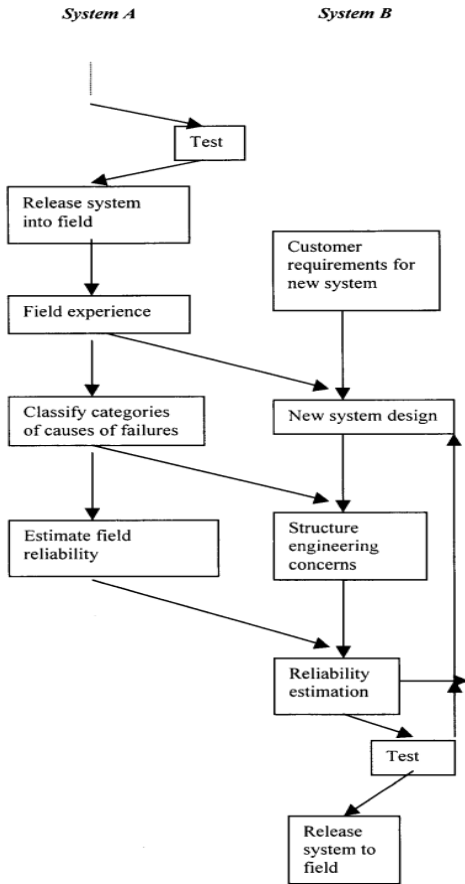 System A
System B
Test
Release system
into field
Customer
requirements for
new system
Field experience
Classify categories
of causes of failures
New system design
Estimate field
reliability
Structure
engineering
concerns
Reliability
estimation
Test
Release
system to
field